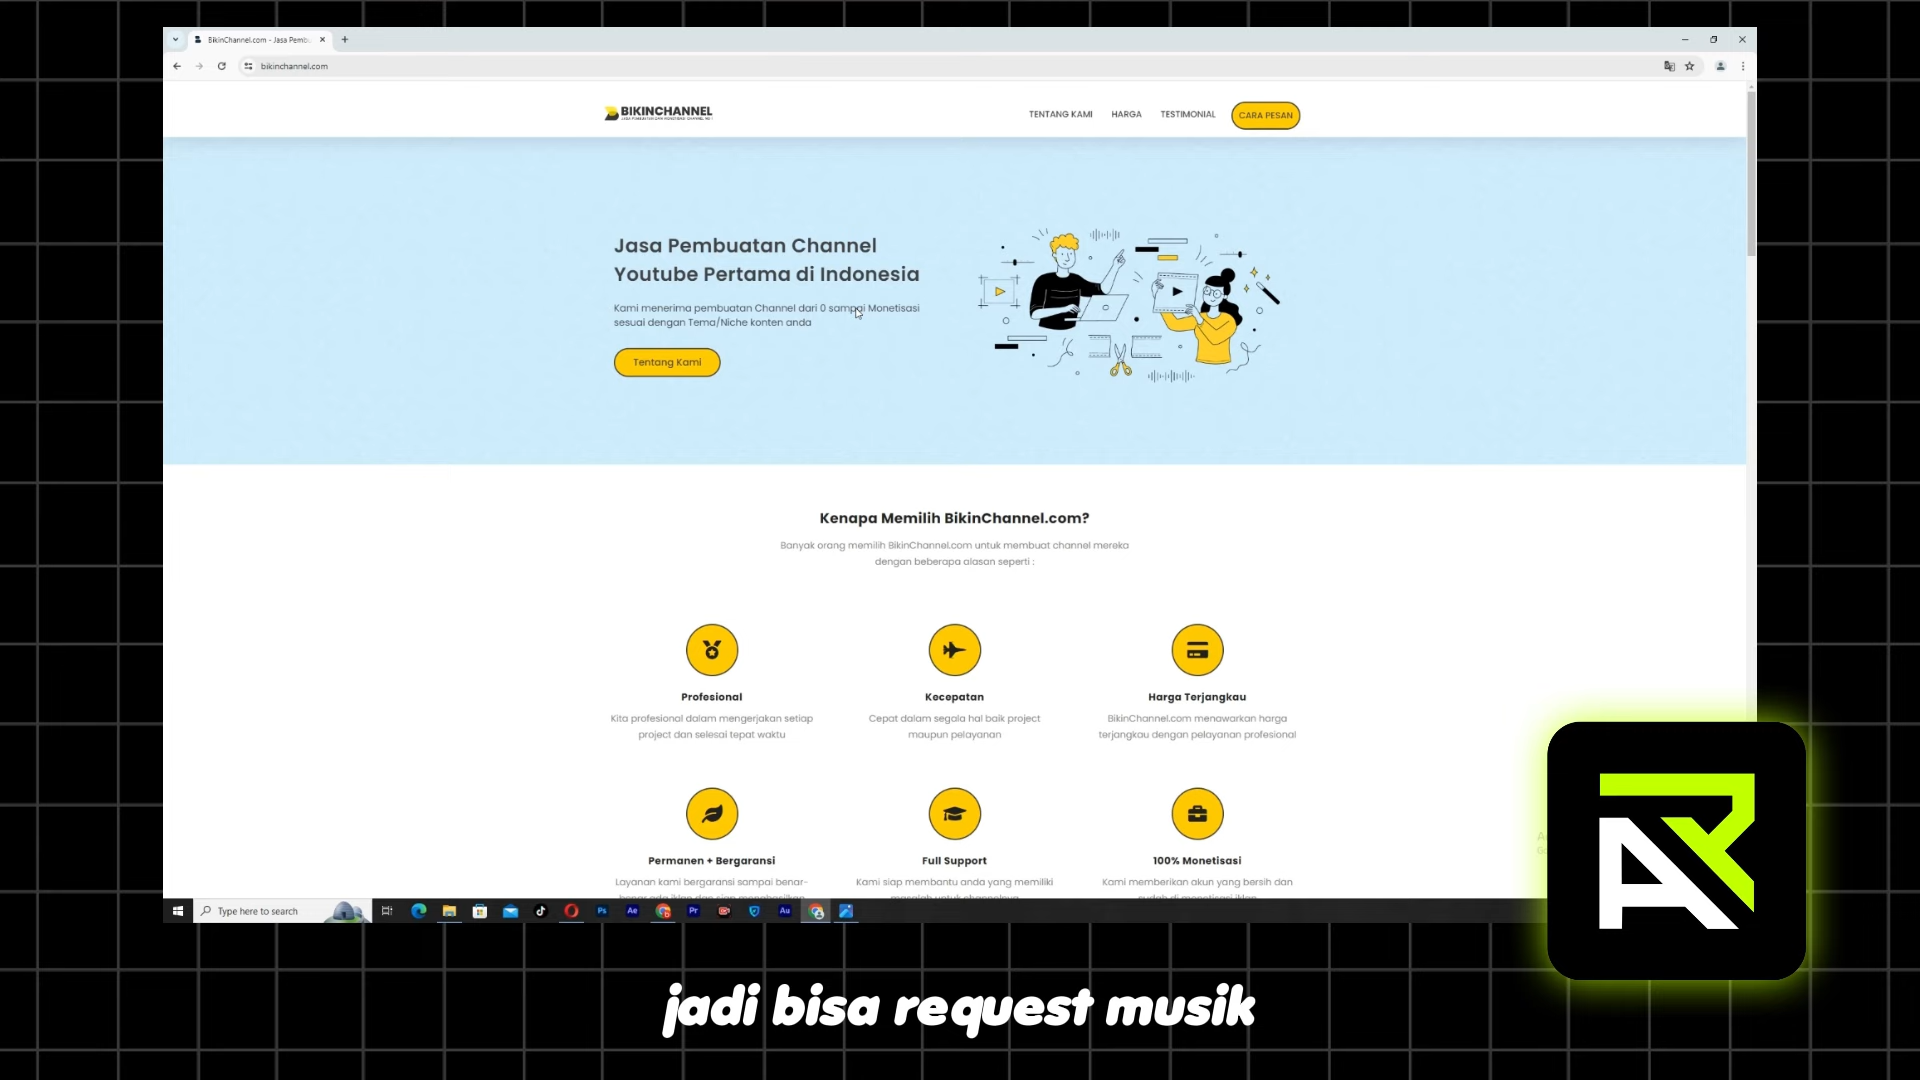 BikinChannel.com - Jasa Pemb
bikinchannel.com
BIKINCHANNEL
TENTANG KAMI
HARGA
TESTIMONIAL
CARA PESAN
Jasa Pembuatan Channel
Youtube Pertama di Indonesia
Kami menerima pembuatan Channel dari 0 sampai Monetisasi
sesuai dengan Tema/Niche konten anda
Tentang Kami
Kenapa Memilih BikinChannel.com?
Banyak orang memilih BikinChannel.com untuk membuat channel mereka
dengan beberapa alasan seperti :
Profesional
Kita profesional dalam mengerjakan setiap
project dan selesai tepat waktu
Kecepatan
Cepat dalam segala hal baik project
maupun pelayanan
Harga Terjangkau
BikinChannel.com menawarkan harga
terjangkau dengan pelayanan profesional
Permanen + Bergaransi
Layanan kami bergaransi sampai benar-
Full Support
Kami siap membantu anda yang memiliki
100% Monetisasi
Kami memberikan akun yang bersih dan
Type here to search
Ps
Ae
Pr
Au
AR
jadi bisa request musik